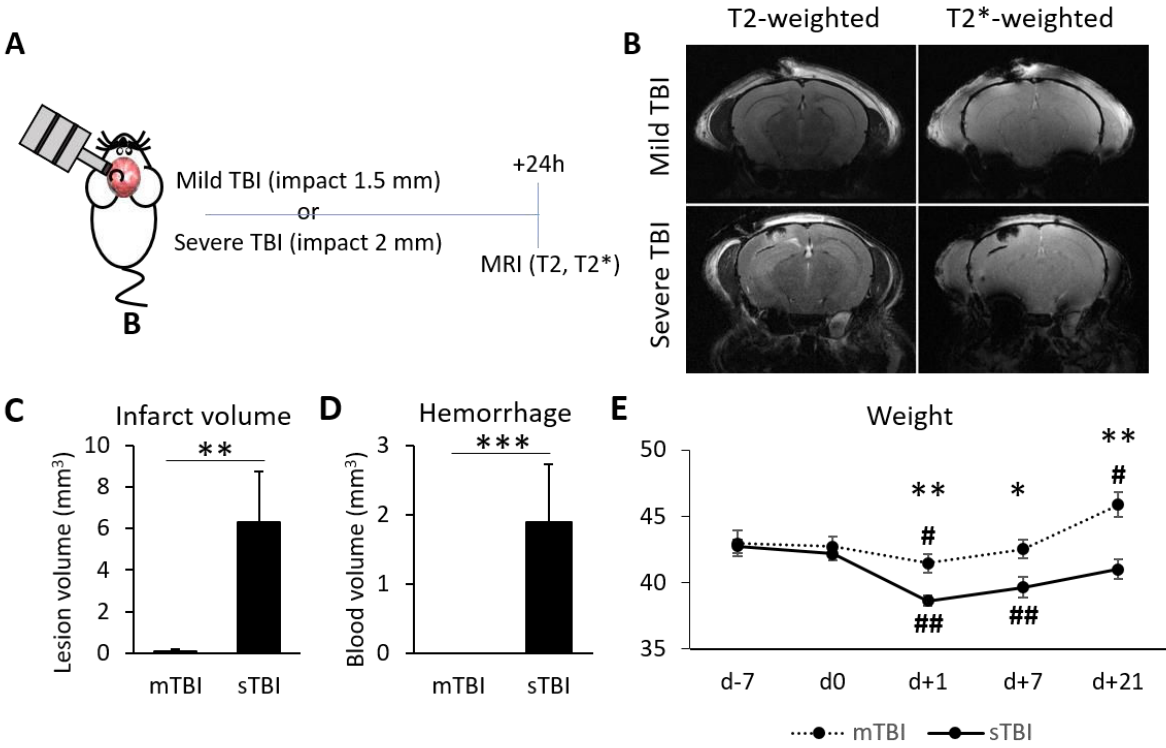 A
Mild TBI (impact 1.5 mm)
or
Severe TBI (impact 2 mm)
+24h
MRI (T2, T2*)
B
B
T2-weighted
T2*-weighted
Mild TBI
Severe TBI
C
Infarct volume
**
Lesion volume (mm³)
10
8
6
4
2
0
mTBI
sTBI
D
Hemorrhage
***
Blood volume (mm³)
3
2
1
0
mTBI
sTBI
E
Weight
50
45
40
35
**
#
##
*
##
**
#
d-7
d0
d+1
d+7
d+21
mTBI
sTBI